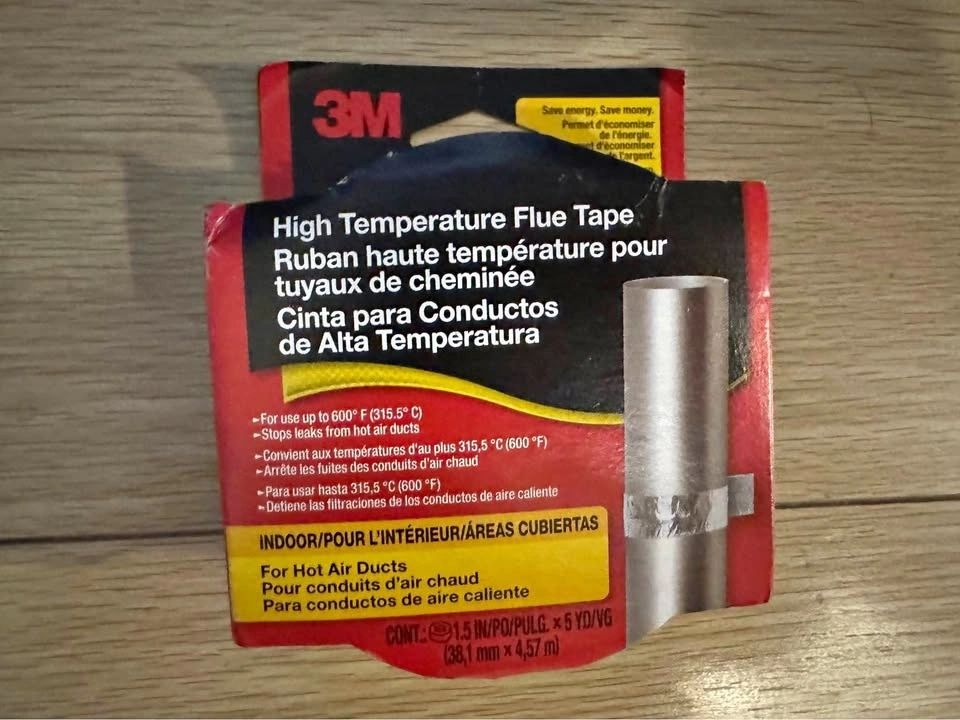 3M
Save energy. Save money.
Permet d'économiser
de l'énergie.
d'économiser
l'argent.
High Temperature Flue Tape
Ruban haute température pour
tuyaux de cheminée
Cinta para Conductos
de Alta Temperatura
►For use up to 600° F (315.5° C)
►Stops leaks from hot air ducts
►Convient aux températures d'au plus 315,5 °C (600 °F)
►Arrête les fuites des conduits d'air chaud
►Para usar hasta 315,5 °C (600 °F)
►Detiene las filtraciones de los conductos de aire caliente
INDOOR/POUR L'INTÉRIEUR/ÁREAS CUBIERTAS
For Hot Air Ducts
Pour conduits d'air chaud
Para conductos de aire caliente
CONT.: 1.5 IN/PO/PULG. x 5 YD/VG
(38,1 mm x 4,57 m)